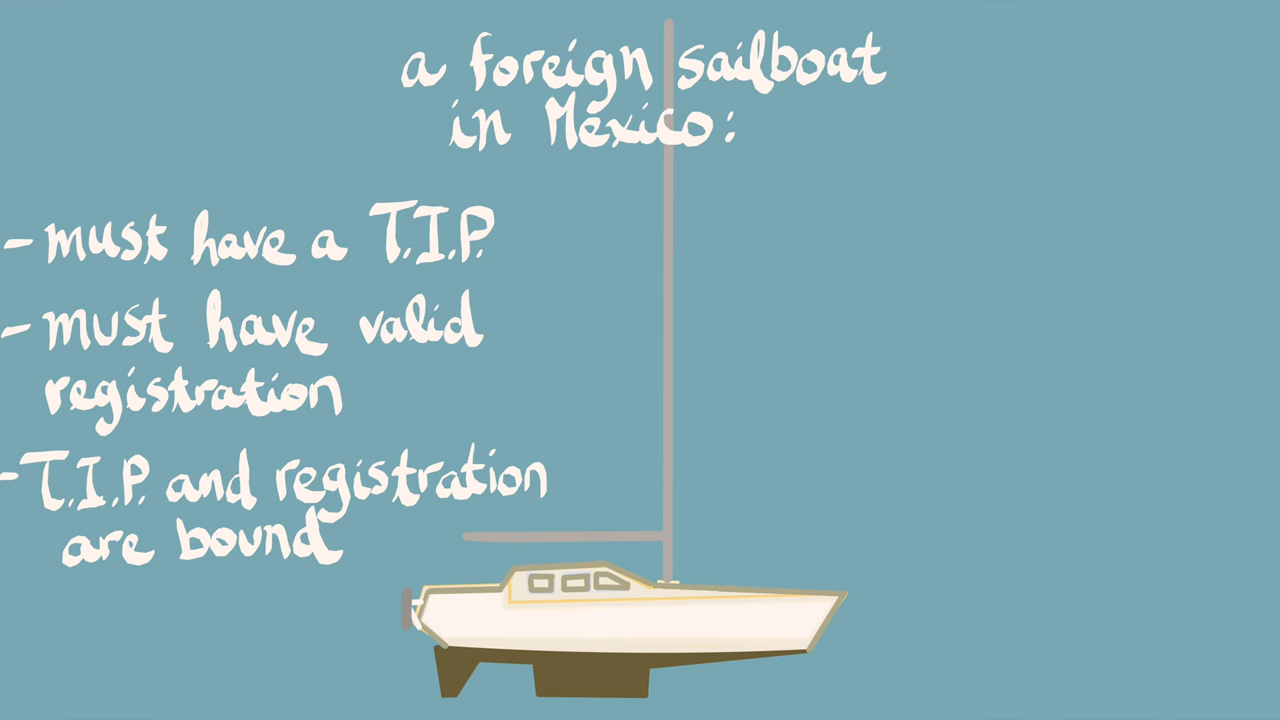 a foreign sailboat
in Mexico:
- must have a T.I.P.
- must have valid
registration
- T.I.P. and registration
are bound